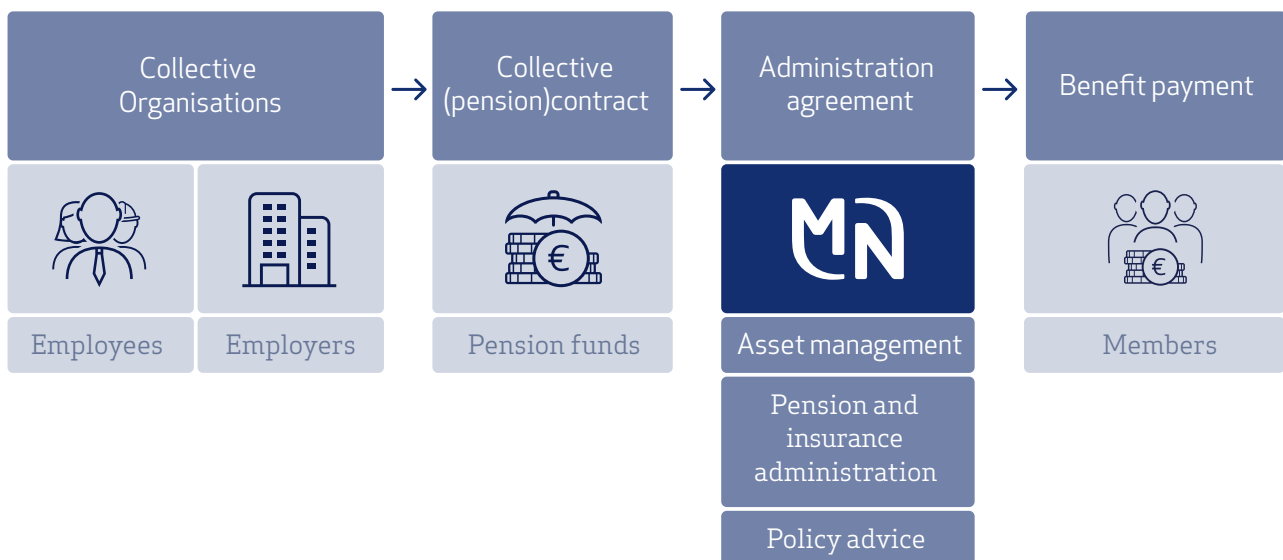 Collective
Organisations
Collective
(pension)contract
Administration
agreement
Benefit payment
€
MN
€
Employees
Employers
Pension funds
Asset management
Members
Pension and
insurance
administration
Policy advice